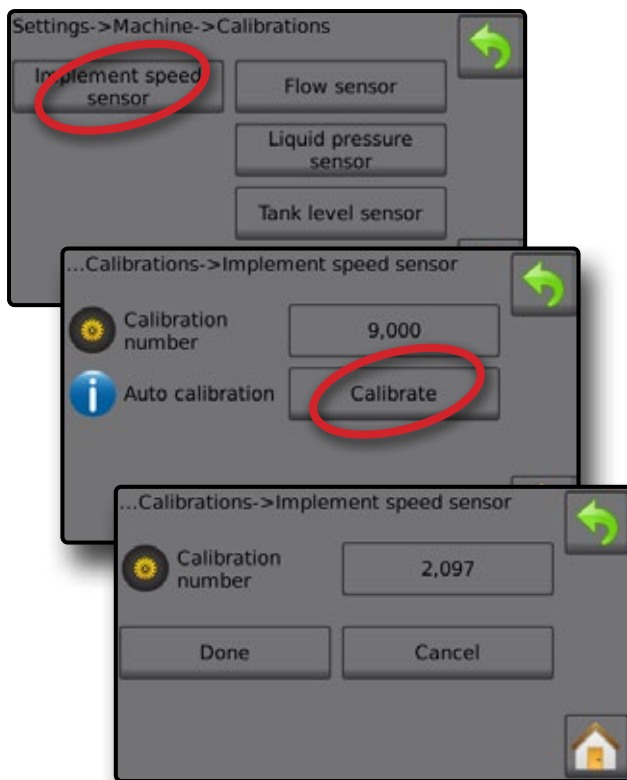 Settings->Machine->Calibrations
Implement speed
sensor
Flow sensor
Liquid pressure
sensor
Tank level sensor
...Calibrations->Implement speed sensor
Calibration
number
9,000
Auto calibration
Calibrate
...Calibrations->Implement speed sensor
Calibration
number
2,097
Done
Cancel